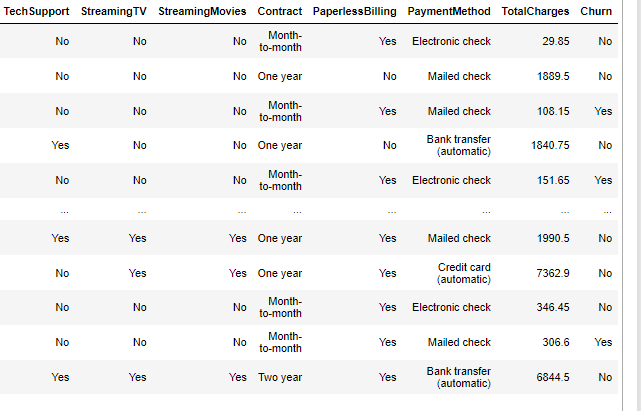 TechSupport StreamingTV StreamingMovies Contract PaperlessBilling PaymentMethod TotalCharges Churn
No No No Month-to-month Yes Electronic check 29.85 No
No No No One year No Mailed check 1889.5 No
No No No Month-to-month Yes Mailed check 108.15 Yes
Yes No No One year No Bank transfer (automatic) 1840.75 No
No No No Month-to-month Yes Electronic check 151.65 Yes
... ... ... ... ... ... ... ...
Yes Yes Yes One year Yes Mailed check 1990.5 No
No Yes Yes One year Yes Credit card (automatic) 7362.9 No
No No No Month-to-month Yes Electronic check 346.45 No
No No No Month-to-month Yes Mailed check 306.6 Yes
Yes Yes Yes Two year Yes Bank transfer (automatic) 6844.5 No